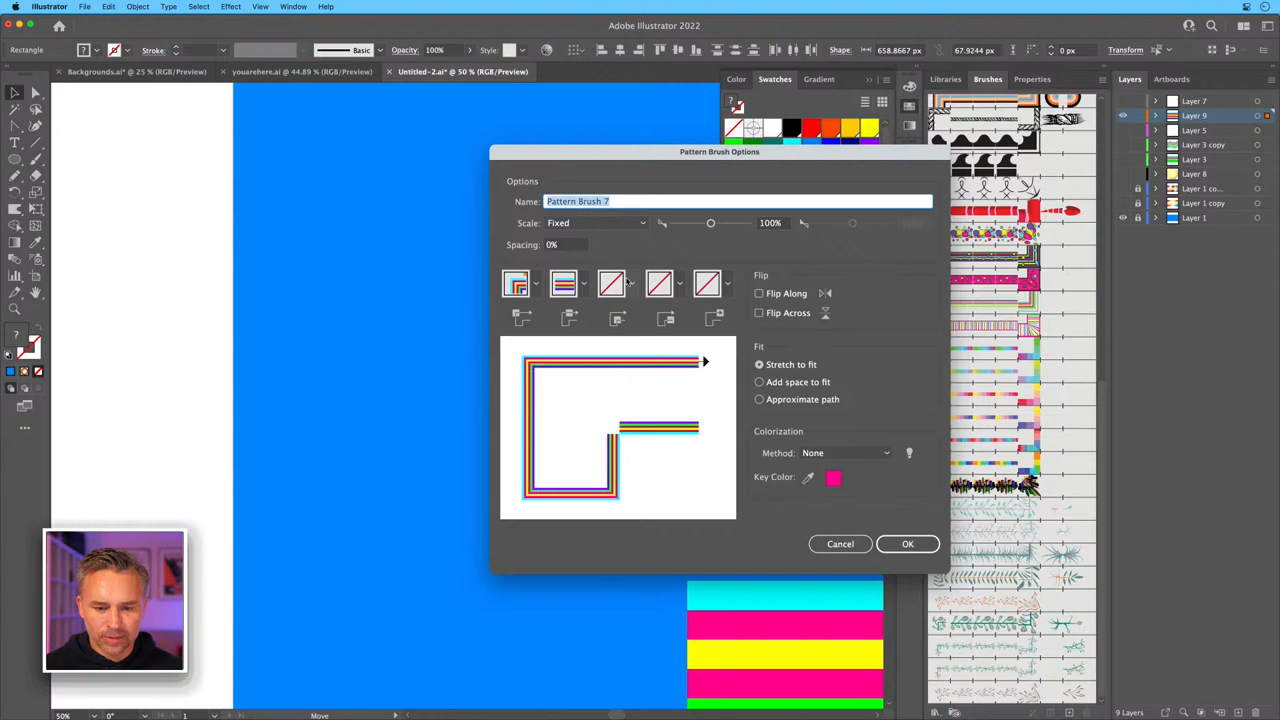 Illustrator File Edit Object Type Select Effect View Window Help
Adobe Illustrator 2022
Rectangle Stroke: Basic Opacity: 100% Style: Shape: 658.8667 px 67.9244 px 0 px Transform
Backgrounds.ai* @ 25 % (RGB/Preview) youarehere.ai @ 44.89 % (RGB/Preview) Untitled-2.ai* @ 50 % (RGB/Preview)
Color Swatches Gradient Libraries Brushes Properties Layers Artboards
Layer 7
Layer 9
Layer 5
Layer 3 copy
Layer 3
Layer 8
Layer 1 co...
Layer 1 copy
Layer 1
Pattern Brush Options
Options
Name: Pattern Brush 7
Scale: Fixed 100%
Spacing: 0%
Flip
Flip Along
Flip Across
Fit
Stretch to fit
Add space to fit
Approximate path
Colorization
Method: None
Key Color:
Cancel OK
50% 0° 1 Move 9 Layers